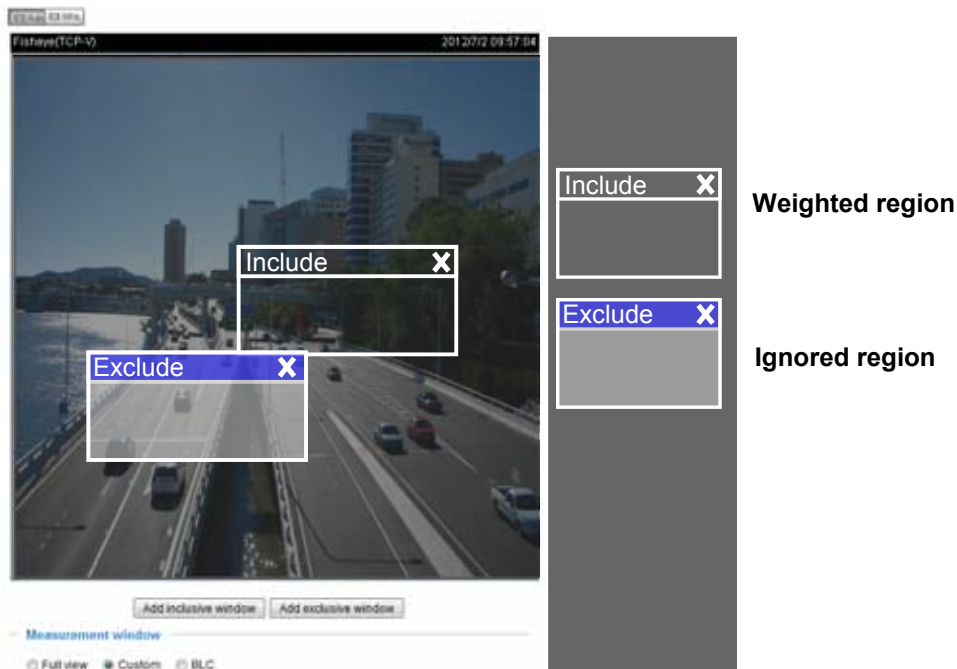 Fisheye(TCP-V) 2012/7/2 09:57:04
Include
Exclude
Include
Weighted region
Exclude
Ignored region
Add inclusive window Add exclusive window
Measurement window
Full view Custom BLC